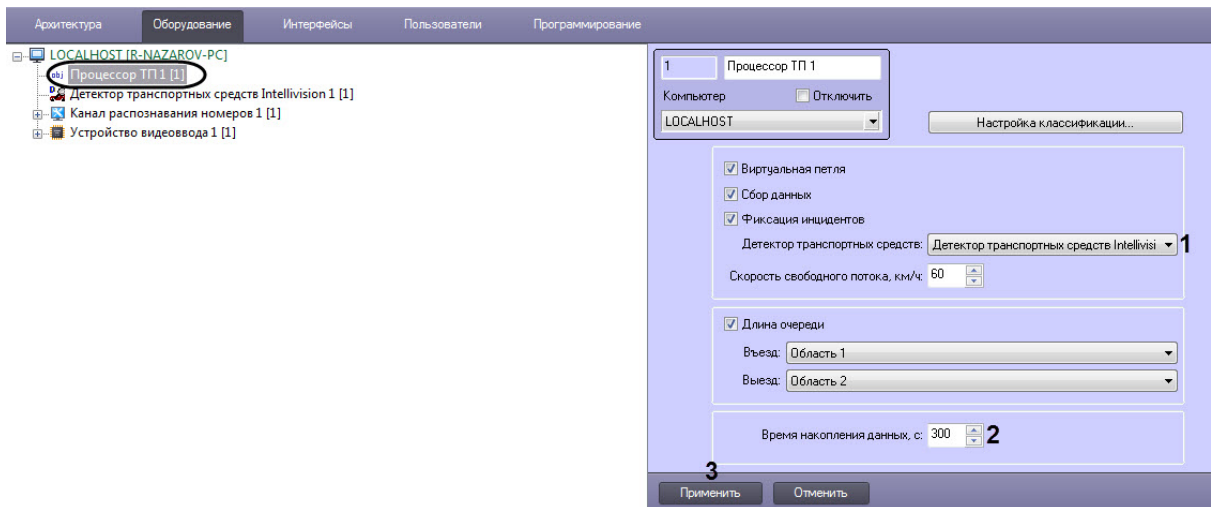 Архитектура Оборудование Интерфейсы Пользователи Программирование
LOCALHOST [R-NAZAROV-PC]
obj Процессор ТП 1 [1]
Детектор транспортных средств Intellivision 1 [1]
Канал распознавания номеров 1 [1]
Устройство видеоввода 1 [1]
1 Процессор ТП 1
Компьютер Отключить
LOCALHOST Настройка классификации...
Виртуальная петля
Сбор данных
Фиксация инцидентов
Детектор транспортных средств: Детектор транспортных средств Intellivisi 1
Скорость свободного потока, км/ч: 60
Длина очереди
Въезд: Область 1
Выезд: Область 2
Время накопления данных, с: 300 2
3
Применить Отменить